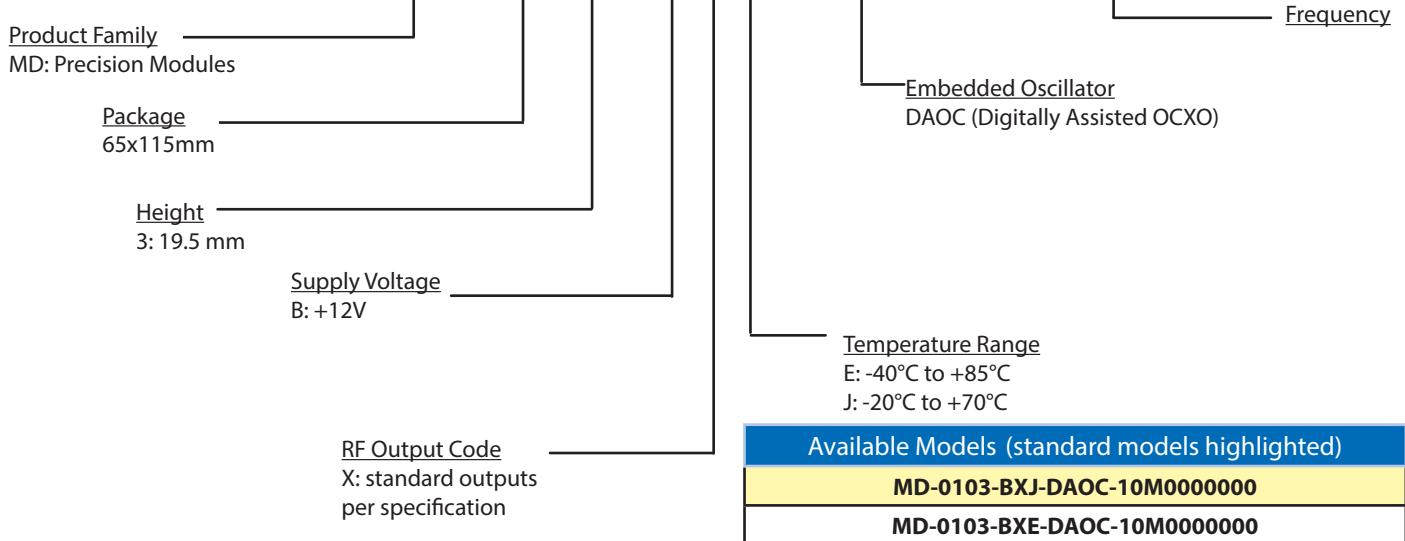 Frequency
Product Family
MD: Precision Modules
Embedded Oscillator
DAOC (Digitally Assisted OCXO)
Package
65x115mm
Height
3: 19.5 mm
Supply Voltage
B: +12V
Temperature Range
E: -40°C to +85°C
J: -20°C to +70°C
RF Output Code
X: standard outputs
per specification
Available Models (standard models highlighted)
MD-0103-BXJ-DAOC-10M0000000
MD-0103-BXE-DAOC-10M0000000